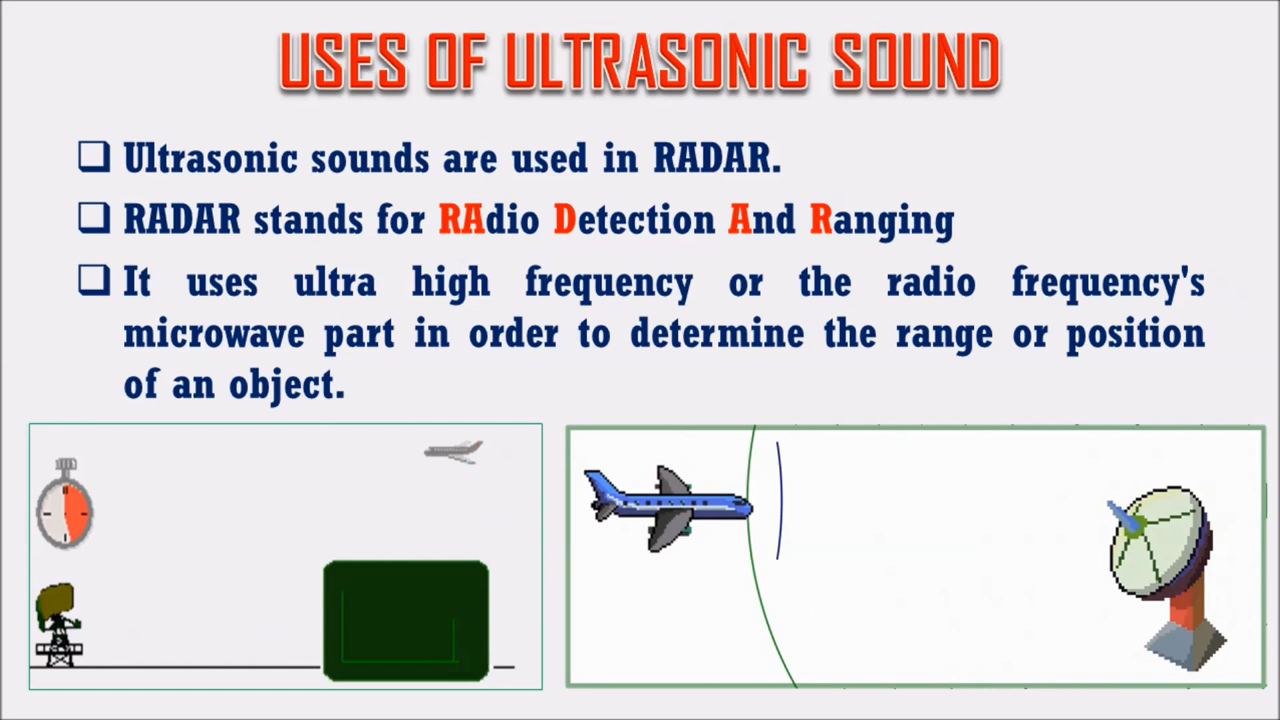 USES OF ULTRASONIC SOUND
Ultrasonic sounds are used in RADAR.
RADAR stands for RAdio Detection And Ranging
It uses ultra high frequency or the radio frequency's
microwave part in order to determine the range or position
of an object.